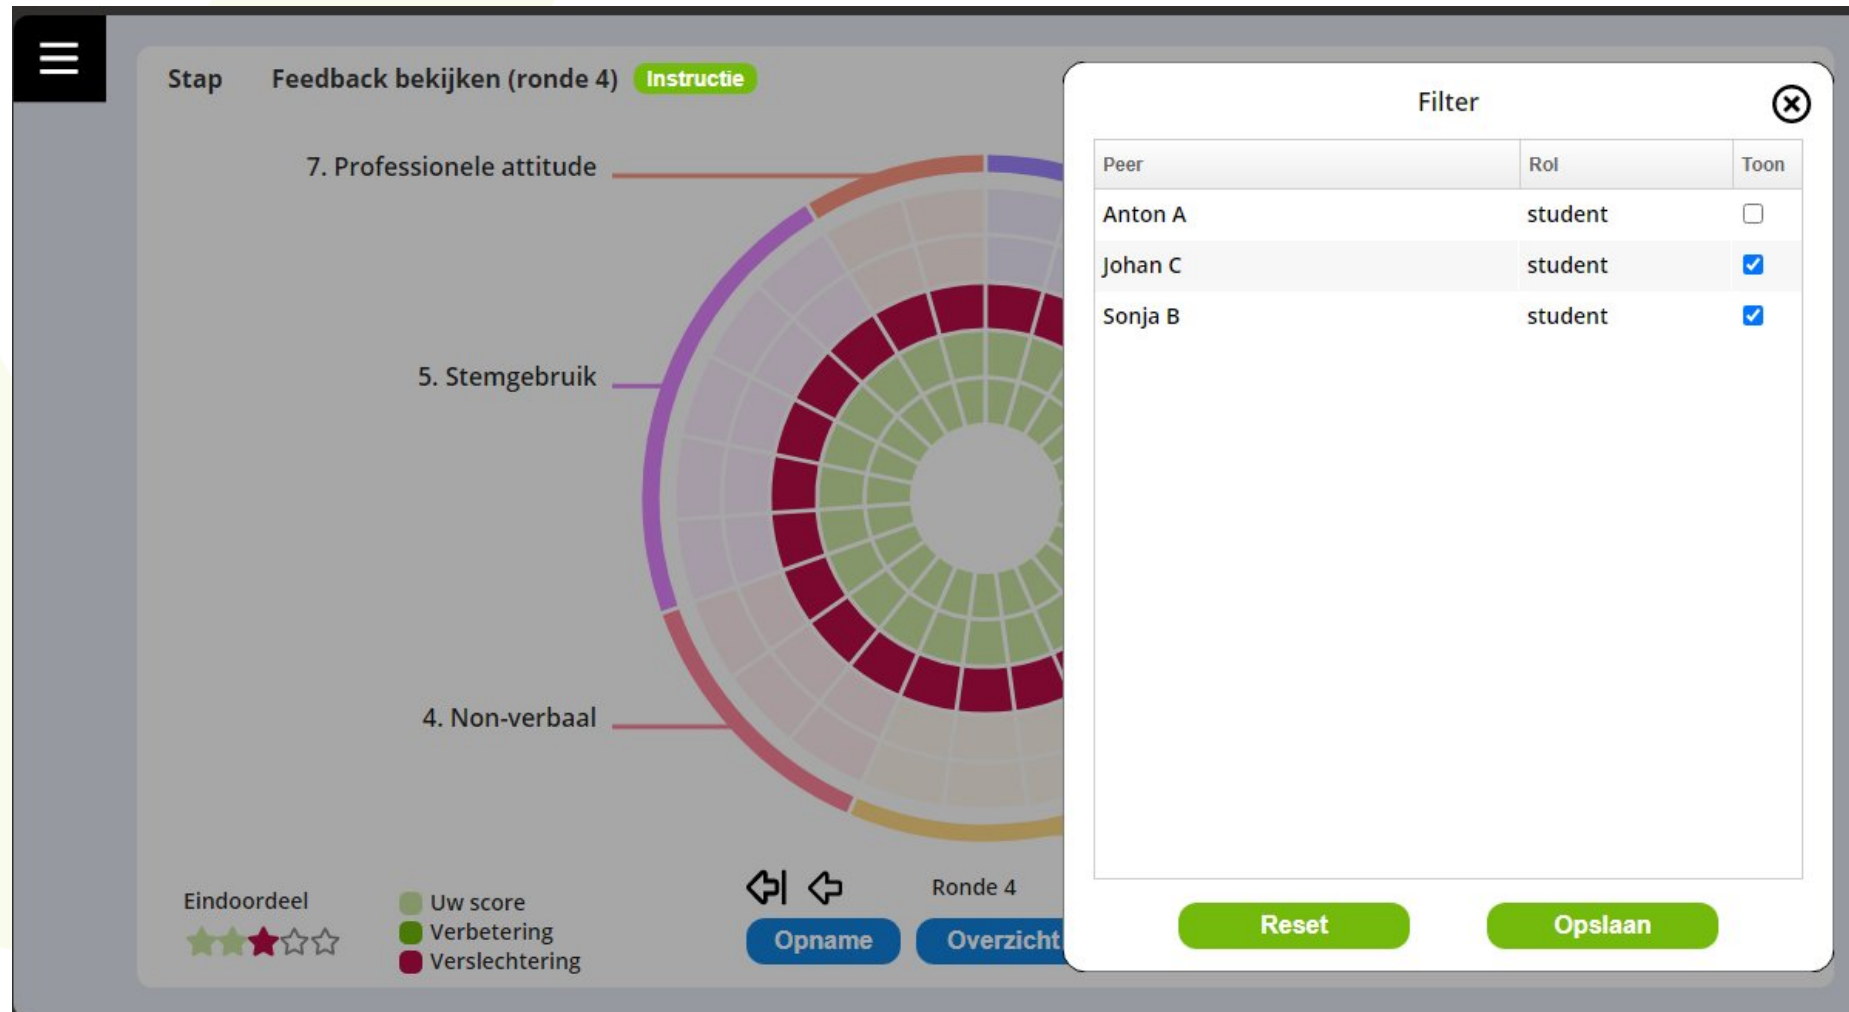 Stap Feedback bekijken (ronde 4) Instructie
7. Professionele attitude
5. Stemgebruik
4. Non-verbaal
Eindoordeel
Uw score
Verbetering
Verslechtering
Ronde 4
Opname Overzicht
Filter
Peer Rol Toon
Anton A student
Johan C student
Sonja B student
Reset Opslaan